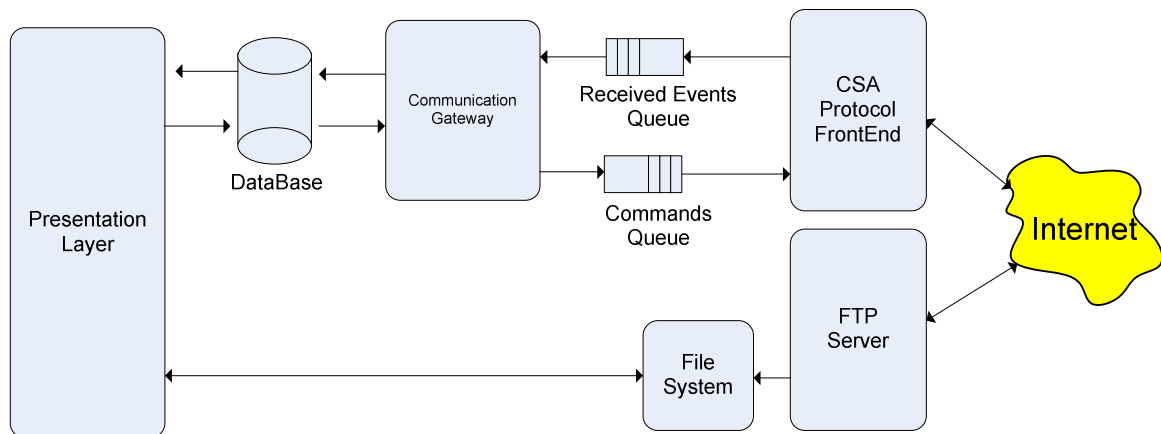 Presentation
Layer
DataBase
Communication
Gateway
Received Events
Queue
Commands
Queue
CSA
Protocol
FrontEnd
Internet
File
System
FTP
Server